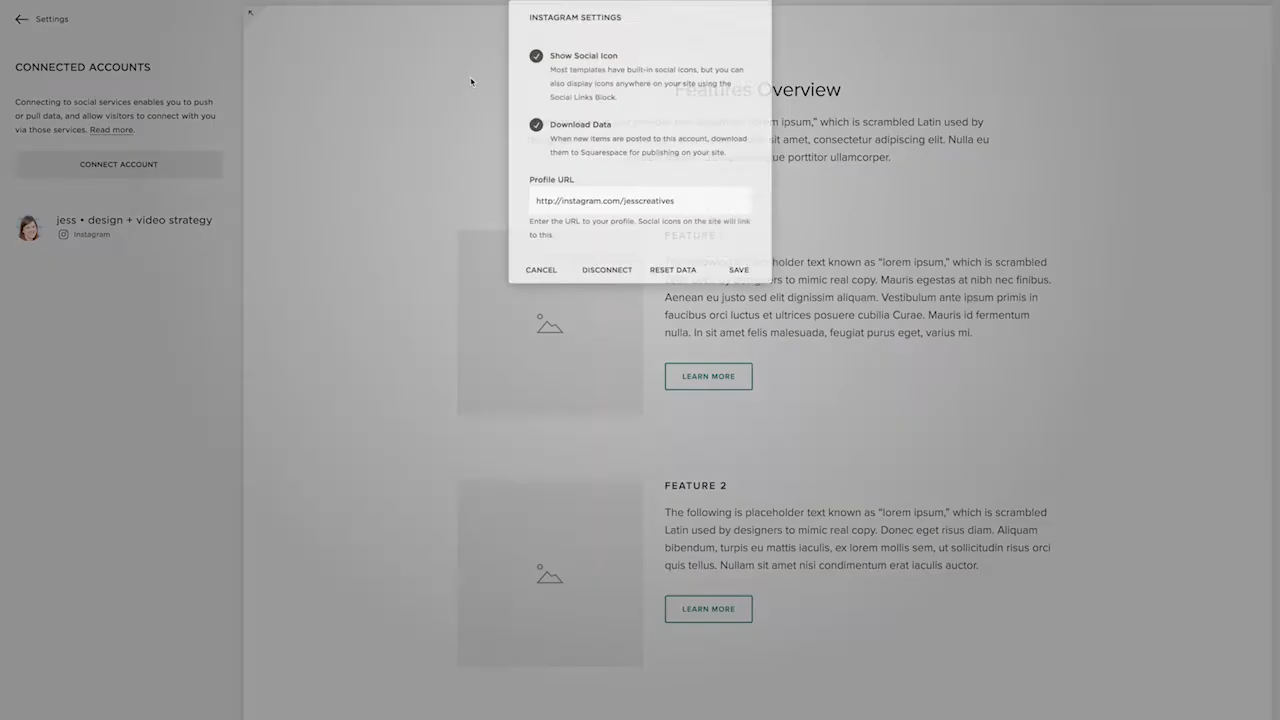 Settings
CONNECTED ACCOUNTS
Connecting to social services enables you to push
or pull data, and allow visitors to connect with you
via those services. Read more.
CONNECT ACCOUNT
jess • design + video strategy
Instagram
INSTAGRAM SETTINGS
Show Social Icon
Most templates have built-in social icons, but you can
also display icons anywhere on your site using the
Social Links Block.
Download Data
When new items are posted to this account, download
them to Squarespace for publishing on your site.
Profile URL
http://instagram.com/jesscreatives
Enter the URL to your profile. Social icons on the site will link
to this.
CANCEL DISCONNECT RESET DATA SAVE
Features Overview
m ipsum,” which is scrambled Latin used by
sit amet, consectetur adipiscing elit. Nulla eu
que porttitor ullamcorper.
FEATURE
placeholder text known as “lorem ipsum,” which is scrambled
to mimic real copy. Mauris egestas at nibh nec finibus.
Aenean eu justo sed elit dignissim aliquam. Vestibulum ante ipsum primis in
faucibus orci luctus et ultrices posuere cubilia Curae. Mauris id fermentum
nulla. In sit amet felis malesuada, feugiat purus eget, varius mi.
LEARN MORE
FEATURE 2
The following is placeholder text known as “lorem ipsum,” which is scrambled
Latin used by designers to mimic real copy. Donec eget risus diam. Aliquam
bibendum, turpis eu mattis iaculis, ex lorem mollis sem, ut sollicitudin risus orci
quis tellus. Nullam sit amet nisi condimentum erat iaculis auctor.
LEARN MORE